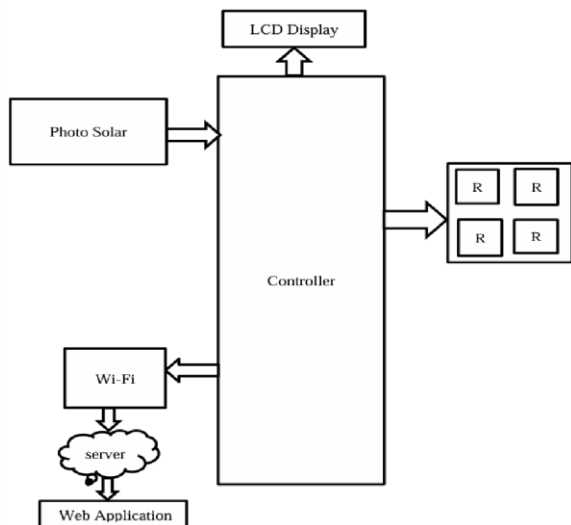 LCD Display
Photo Solar
R R
R R
Controller
Wi-Fi
server
Web Application